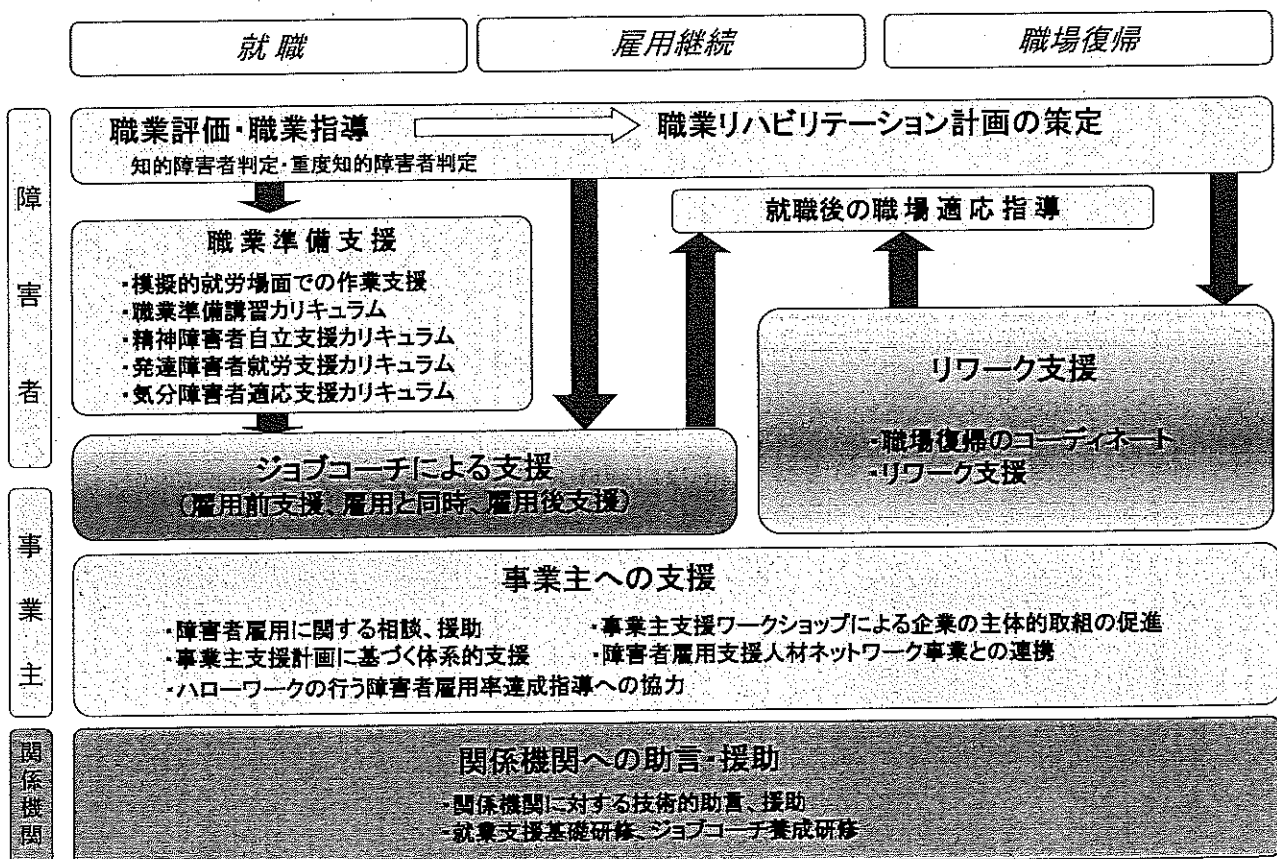 就職
雇用継続
職場復帰
障害者
職業評価・職業指導
職業リハビリテーション計画の策定
知的障害者判定・重度知的障害者判定
就職後の職場適応指導
職業準備支援
・模擬的就労場面での作業支援
・職業準備講習カリキュラム
・精神障害者自立支援カリキュラム
・発達障害者就労支援カリキュラム
・気分障害者適応支援カリキュラム
リワーク支援
・職場復帰のコーディネート
・リワーク支援
ジョブコーチによる支援
(雇用前支援、雇用と同時、雇用後支援)
事業主
事業主への支援
・障害者雇用に関する相談、援助
・事業主支援ワークショップによる企業の主体的取組の促進
・事業主支援計画に基づく体系的支援
・障害者雇用支援人材ネットワーク事業との連携
・ハローワークの行う障害者雇用率達成指導への協力
関係機関
関係機関への助言・援助
・関係機関に対する技術的助言、援助
・就業支援基礎研修、ジョブコーチ養成研修